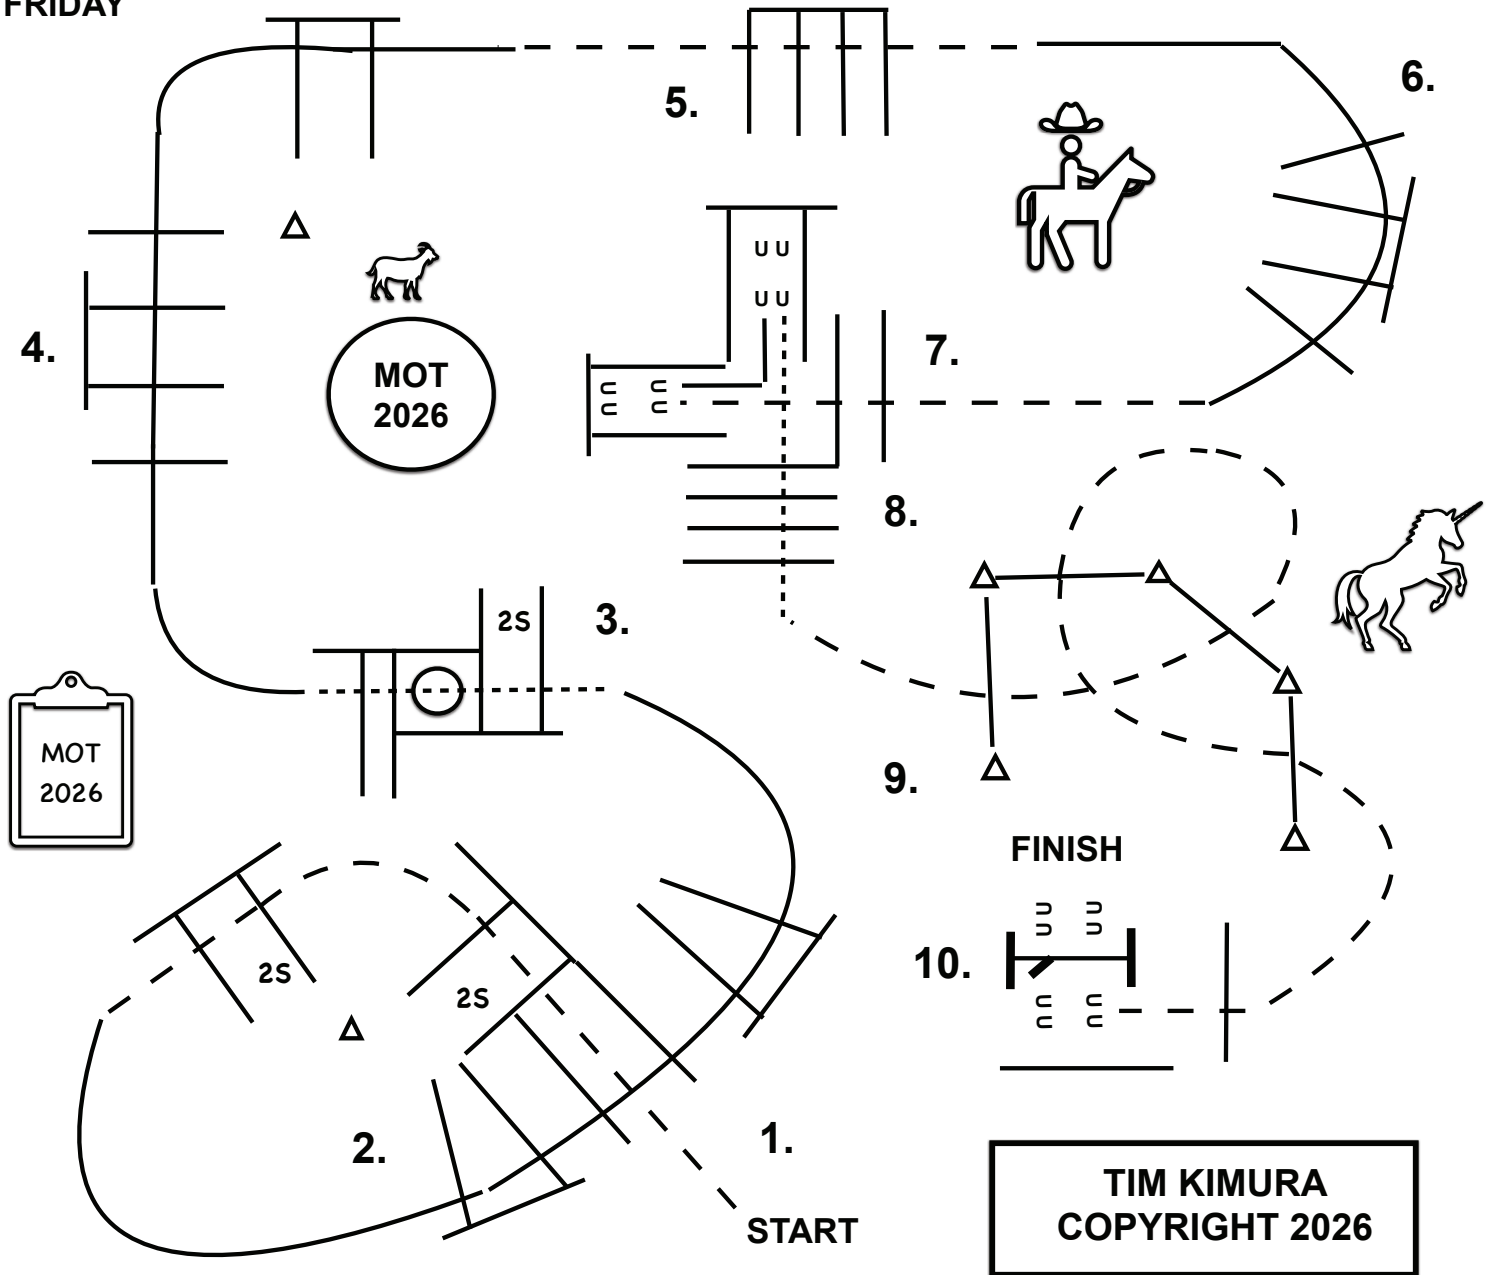 FRIDAY
5.
6.
U U
U U
4.
MOT
2026
7.
U U
U U
8.
3.
2S
MOT
2026
9.
FINISH
2S
2S
U U
U U
10.
U U
U U
2.
1.
START
TIM KIMURA
COPYRIGHT 2026